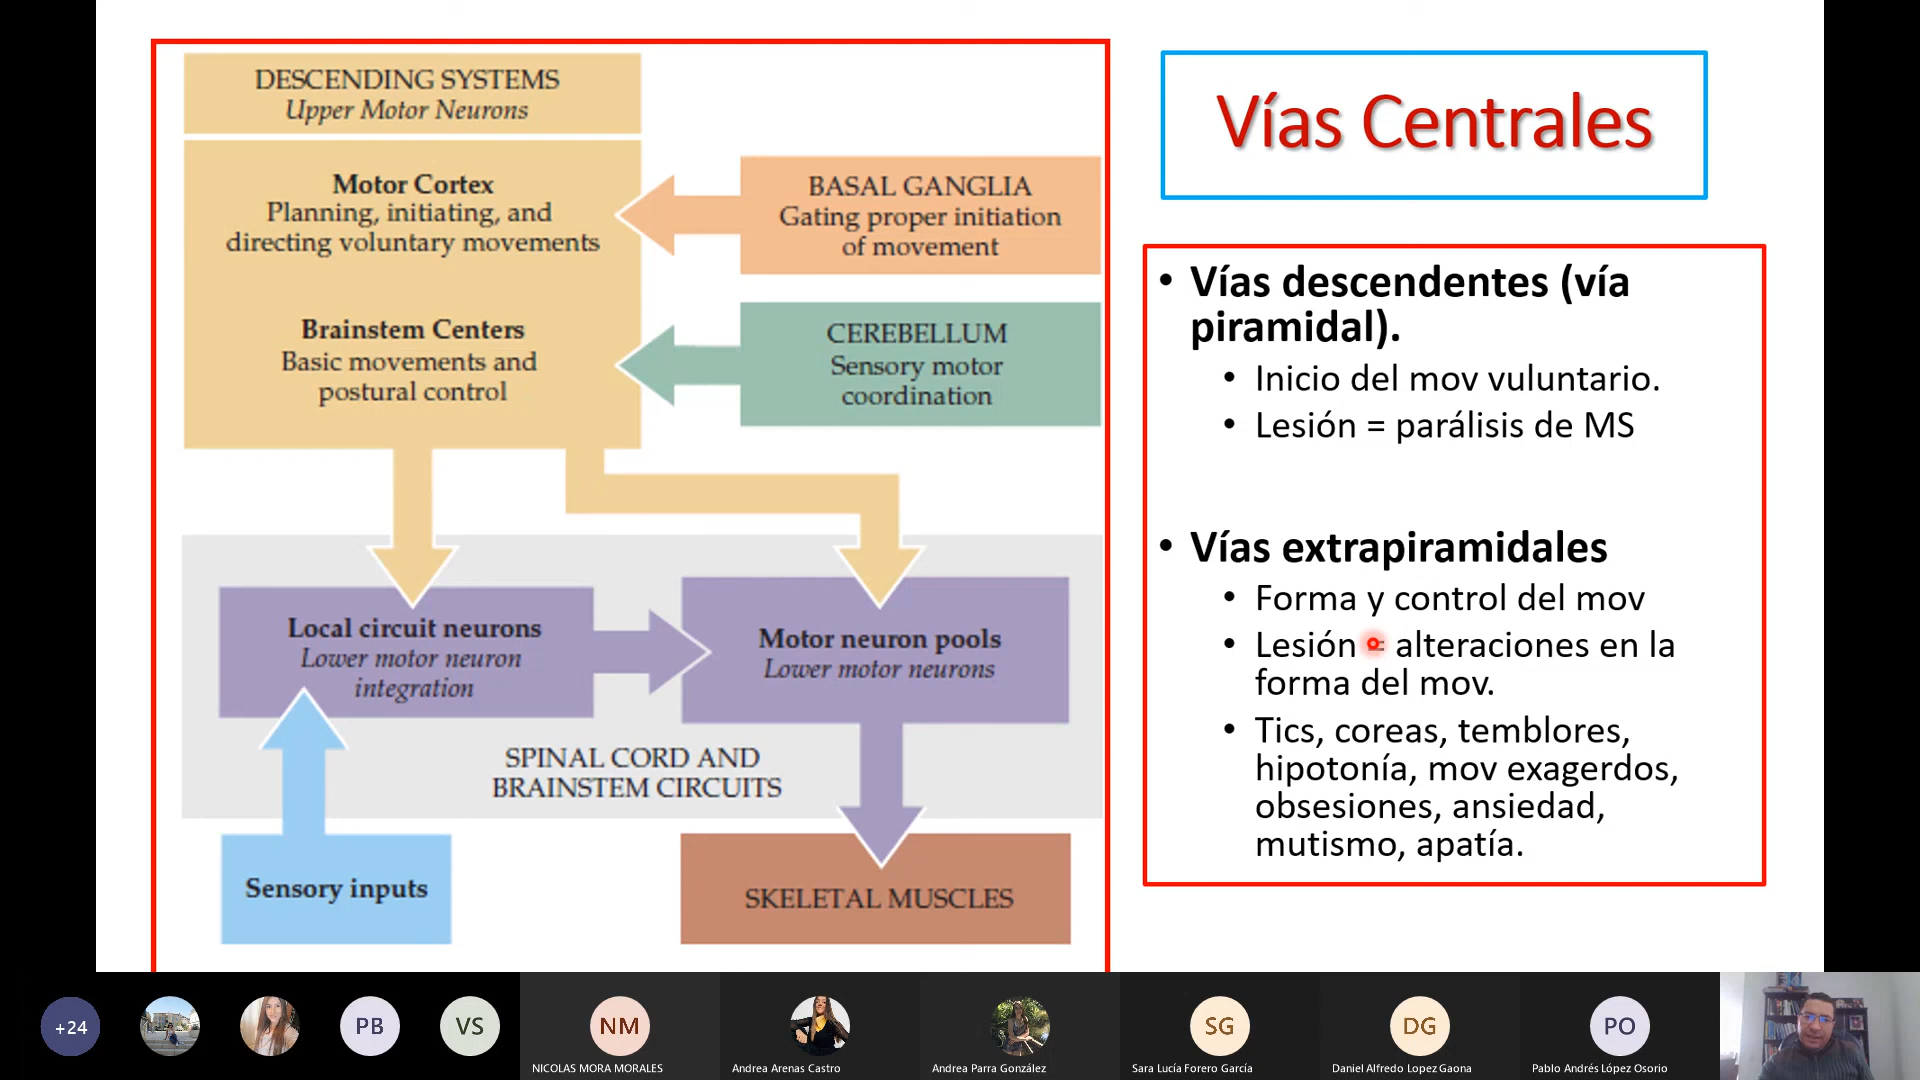 DESCENDING SYSTEMS
Upper Motor Neurons
Motor Cortex
Planning, initiating, and
directing voluntary movements
Brainstem Centers
Basic movements and
postural control
BASAL GANGLIA
Gating proper initiation
of movement
CEREBELLUM
Sensory motor
coordination
Local circuit neurons
Lower motor neuron
integration
Motor neuron pools
Lower motor neurons
SPINAL CORD AND
BRAINSTEM CIRCUITS
Sensory inputs
SKELETAL MUSCLES
Vías Centrales
• Vías descendentes (vía
piramidal).
• Inicio del mov vuluntario.
• Lesión = parálisis de MS
• Vías extrapiramidales
• Forma y control del mov
• Lesión = alteraciones en la
forma del mov.
• Tics, coreas, temblores,
hipotonía, mov exagerdos,
obsesiones, ansiedad,
mutismo, apatía.
+24
PB
VS
NM
NICOLAS MORA MORALES
Andrea Arenas Castro
Andrea Parra González
SG
Sara Lucía Forero García
DG
Daniel Alfredo Lopez Gaona
PO
Pablo Andrés López Osorio